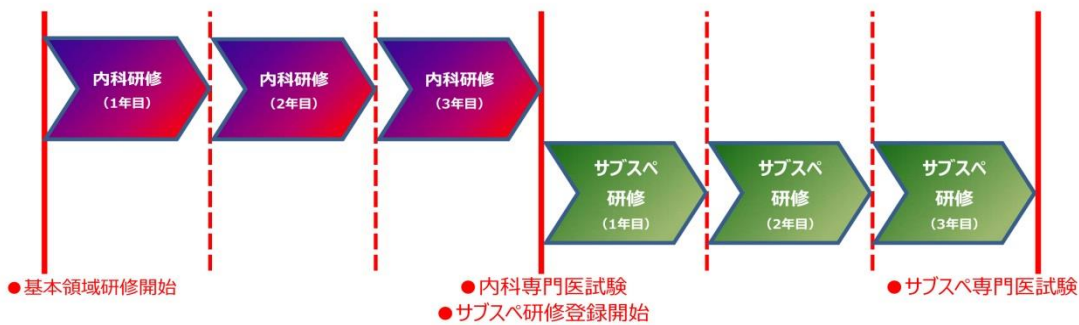 内科研修
(1年目)
内科研修
(2年目)
内科研修
(3年目)
サブスペ
研修
(1年目)
サブスペ
研修
(2年目)
サブスペ
研修
(3年目)
●基本領域研修開始
●内科専門医試験
●サブスペ研修登録開始
●サブスペ専門医試験